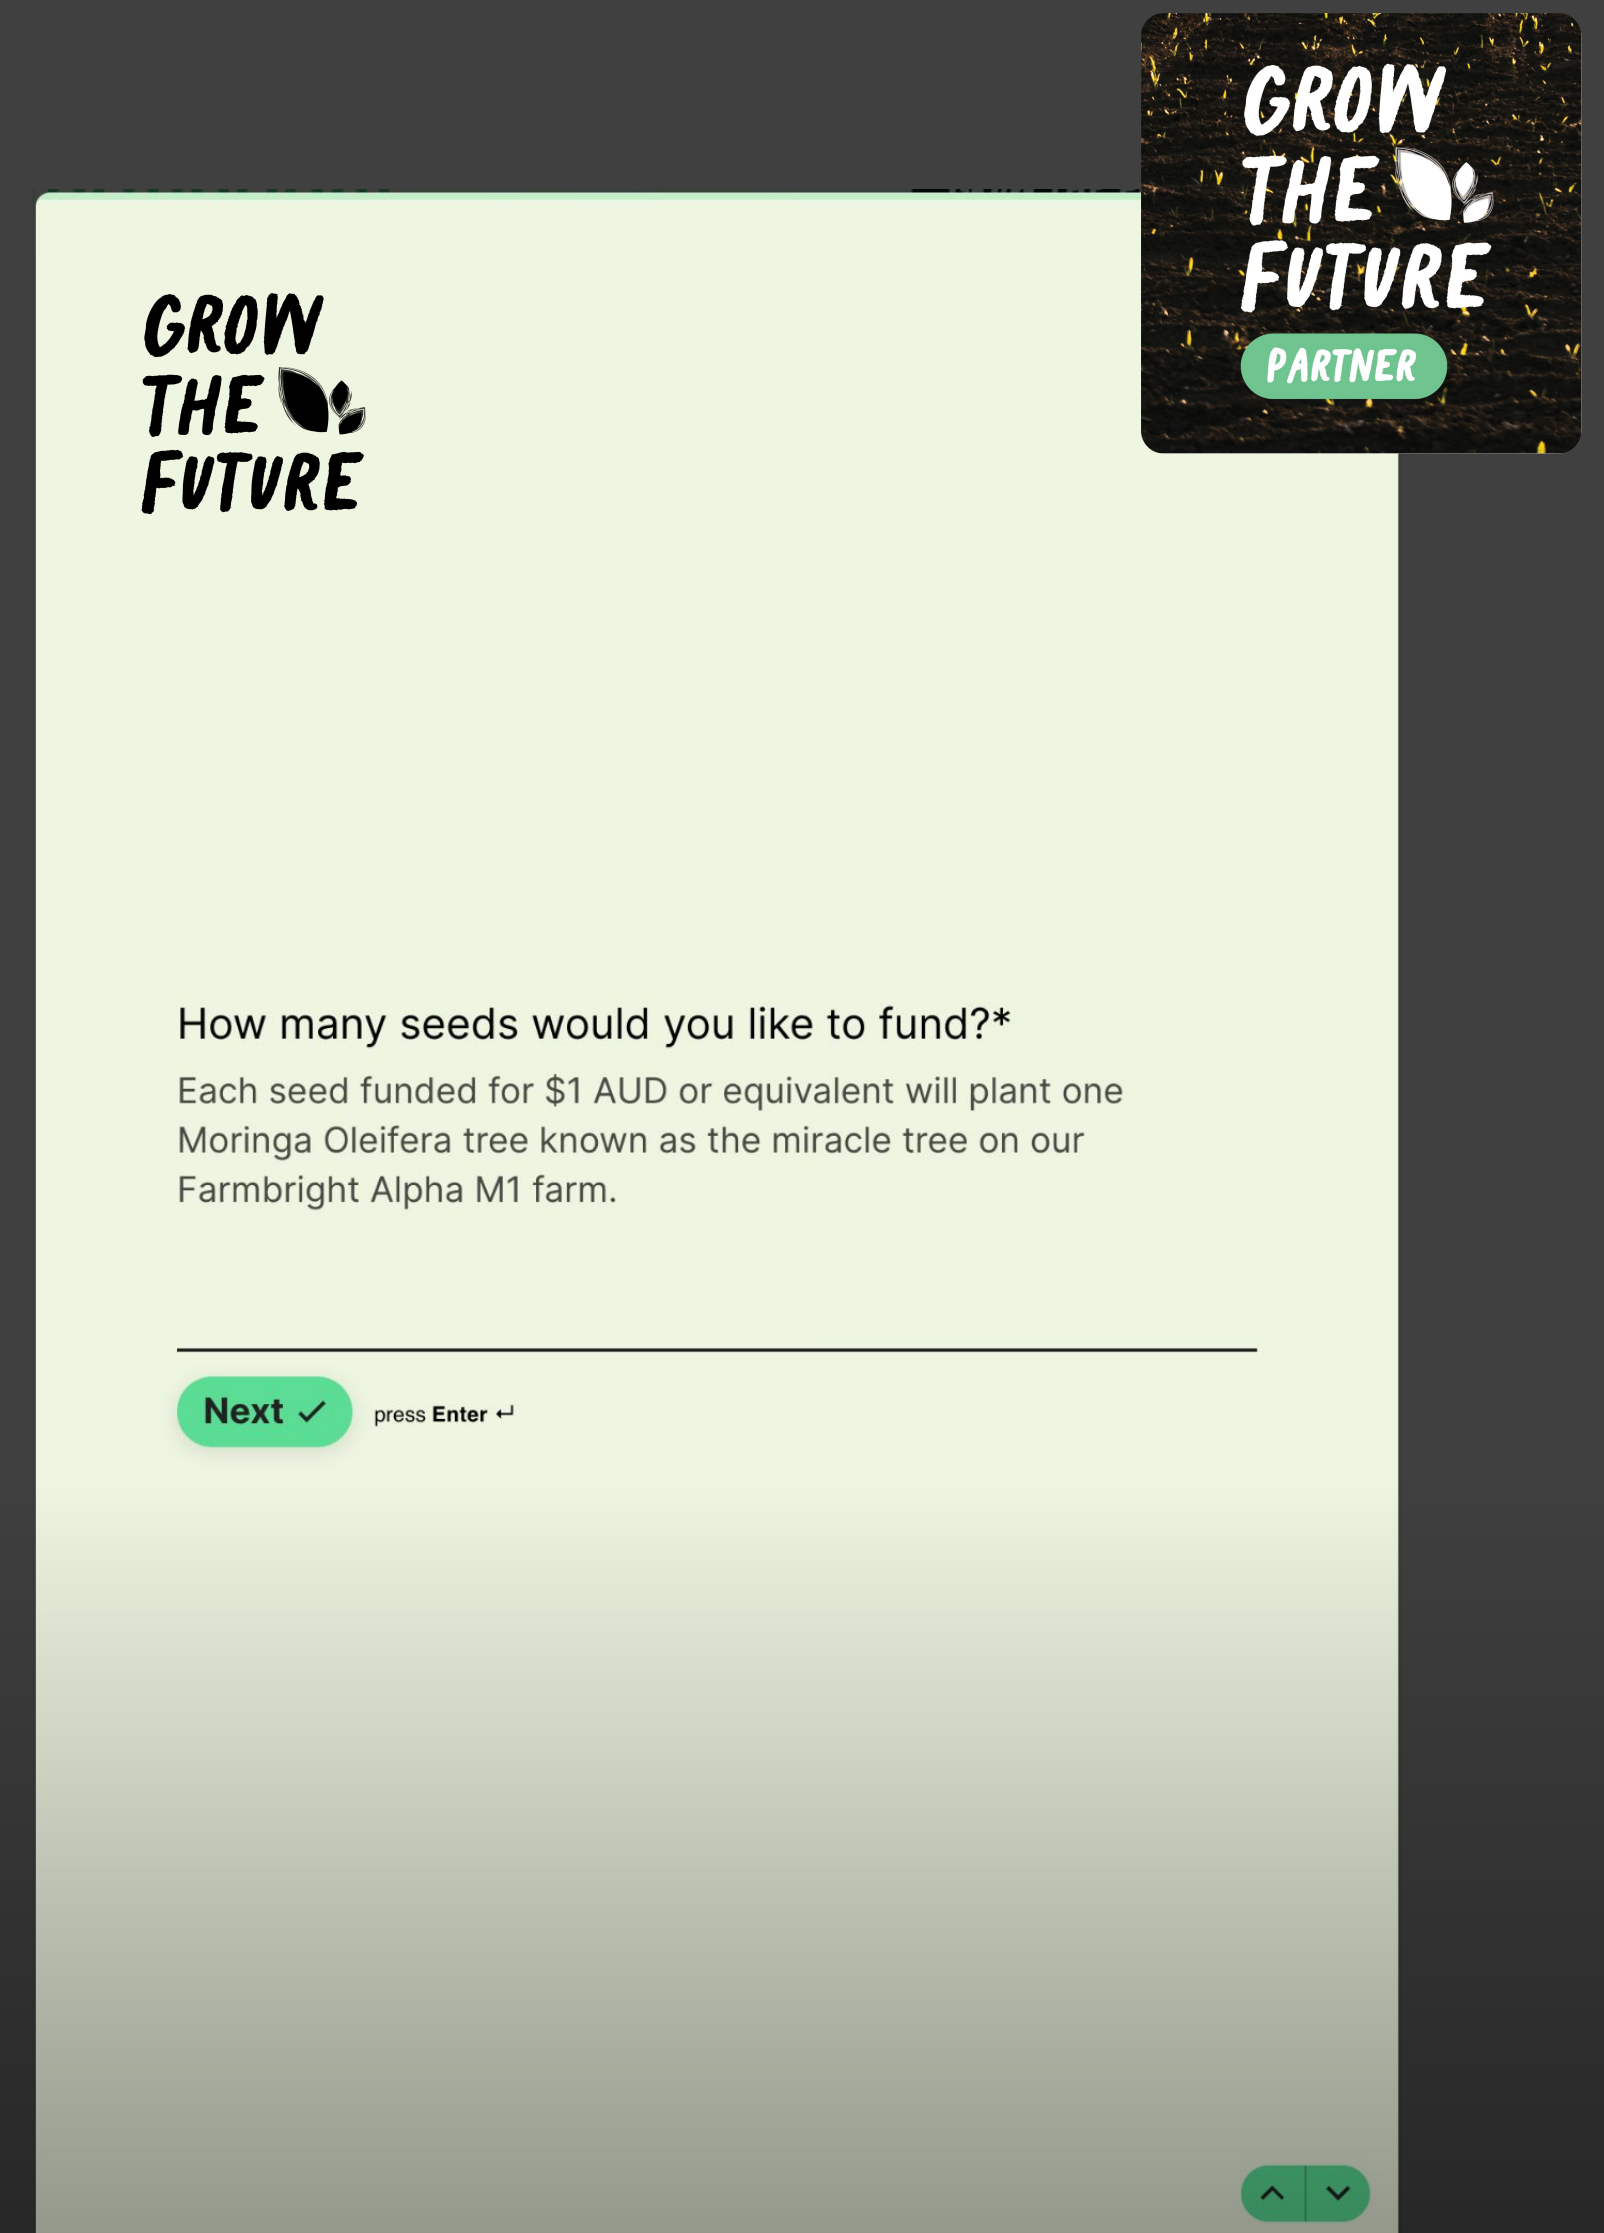 GROW
THE
FUTURE
PARTNER
GROW
THE
FUTURE
How many seeds would you like to fund?*
Each seed funded for $1 AUD or equivalent will plant one
Moringa Oleifera tree known as the miracle tree on our
Farmbright Alpha M1 farm.
Next ✓ press Enter ↵